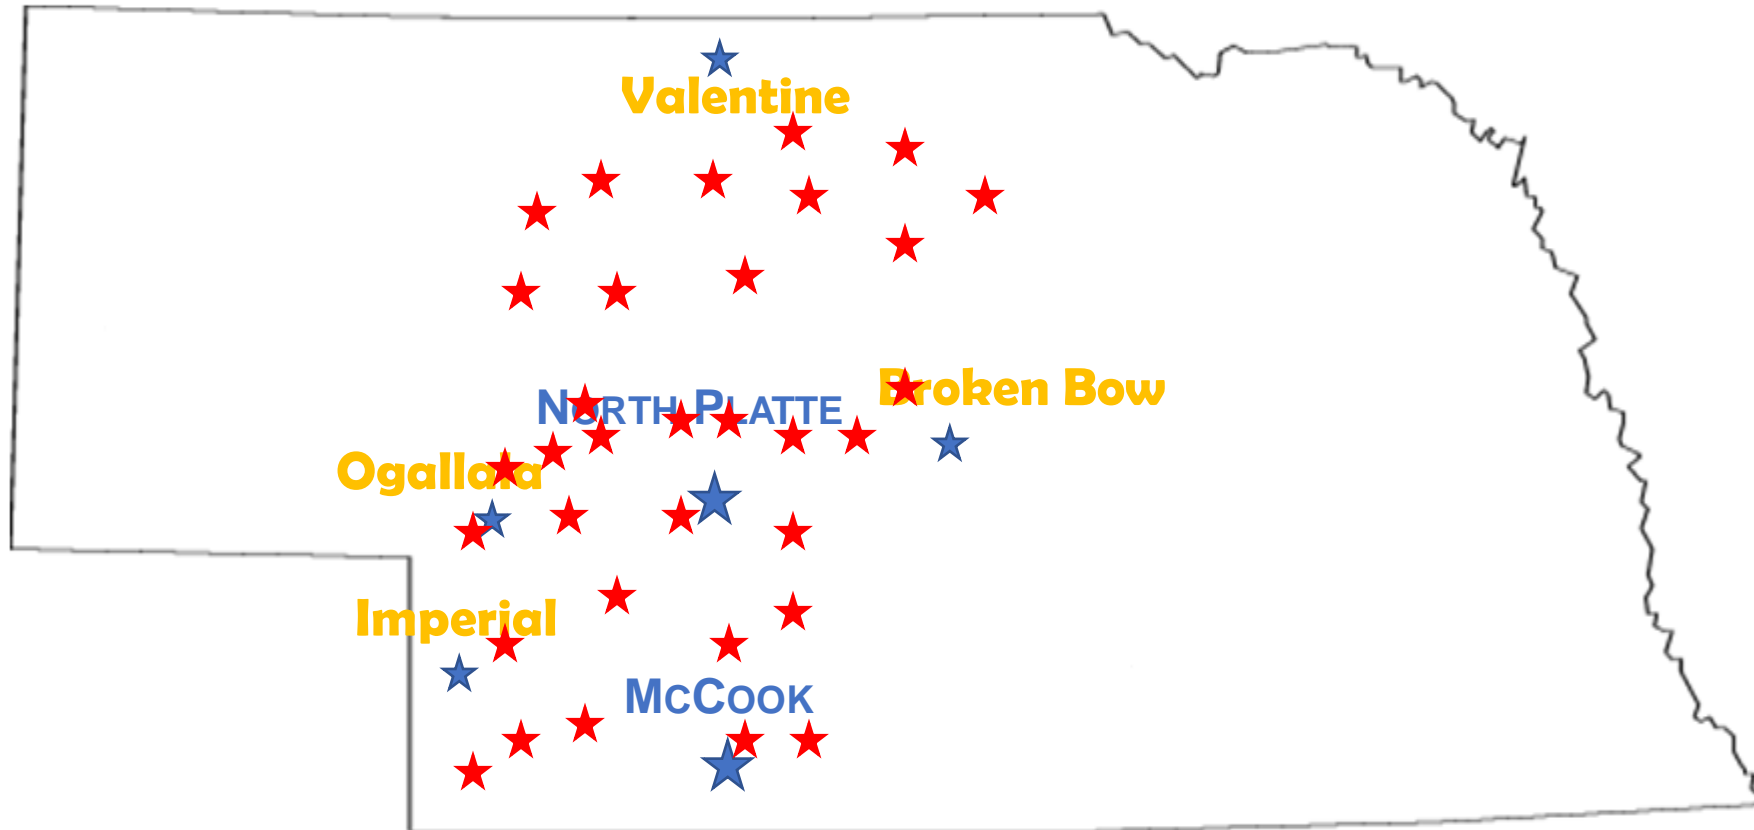 Valentine
Broken Bow
North Platte
Ogallala
Imperial
McCook